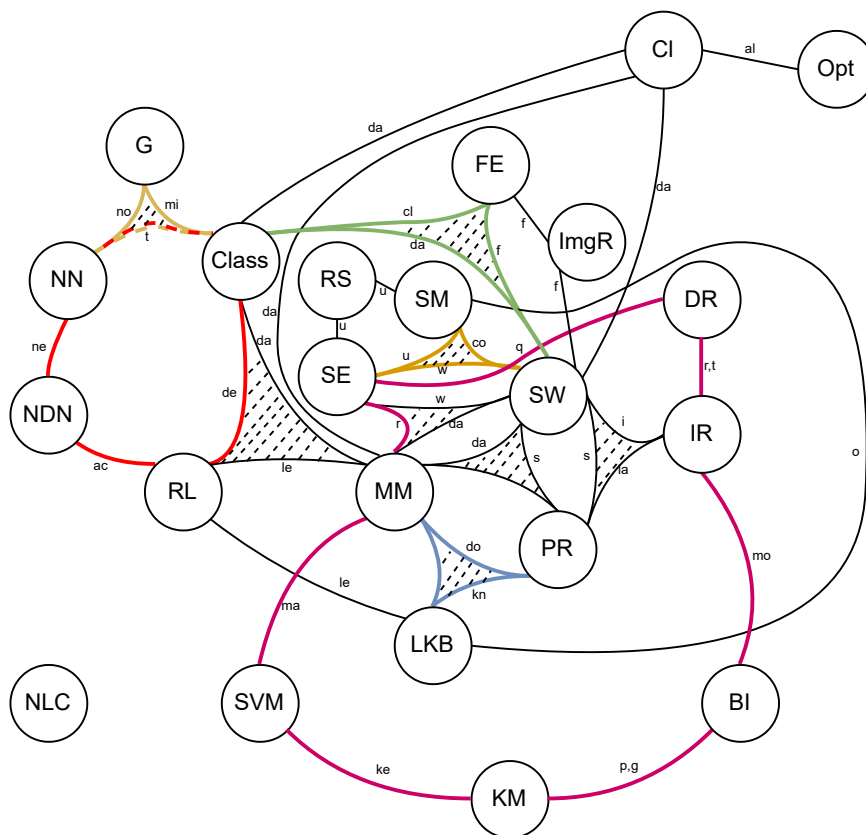 Cl
al
Opt
da
G
FE
da
no
mi
cl
f
t
Class
da
f
ImgR
NN
RS
SM
f
DR
u
da
da
u
co
q
ne
u
w
r,t
SE
SW
de
w
i
NDN
r
da
IR
da
s
s
la
o
ac
le
RL
MM
do
PR
mo
le
kn
ma
LKB
NLC
SVM
BI
ke
p,g
KM